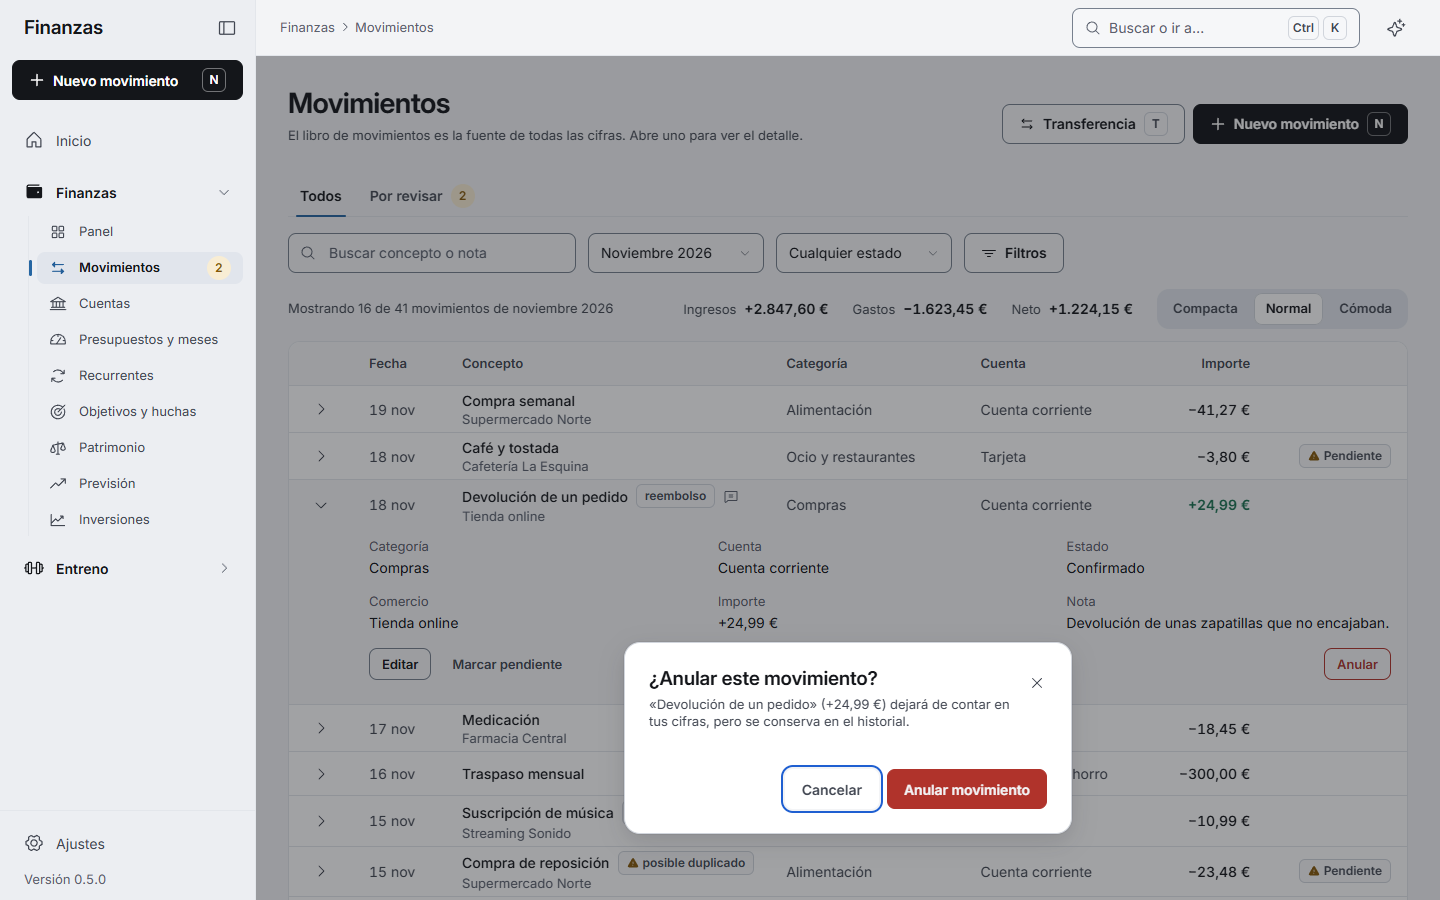 Finanzas
Nuevo movimiento N
Inicio
Finanzas
Panel
Movimientos 2
Cuentas
Presupuestos y meses
Recurrentes
Objetivos y huchas
Patrimonio
Previsión
Inversiones
Entreno
Ajustes
Versión 0.5.0
Finanzas Movimientos
Buscar o ir a... Ctrl K
Movimientos
El libro de movimientos es la fuente de todas las cifras. Abre uno para ver el detalle.
Transferencia T
Nuevo movimiento N
Todos
Por revisar 2
Buscar concepto o nota
Noviembre 2026
Cualquier estado
Filtros
Mostrando 16 de 41 movimientos de noviembre 2026
Ingresos +2.847,60 € Gastos −1.623,45 € Neto +1.224,15 €
Compacta Normal Cómoda
Fecha Concepto Categoría Cuenta Importe
19 nov Compra semanal Alimentación Cuenta corriente −41,27 €
Supermercado Norte
18 nov Café y tostada Ocio y restaurantes Tarjeta −3,80 € Pendiente
Cafetería La Esquina
18 nov Devolución de un pedido reembolso Compras Cuenta corriente +24,99 €
Tienda online
Categoría Cuenta Estado
Compras Cuenta corriente Confirmado
Comercio Importe Nota
Tienda online +24,99 € Devolución de unas zapatillas que no encajaban.
Editar Marcar pendiente Anular
17 nov Medicación −18,45 €
Farmacia Central
16 nov Traspaso mensual horro −300,00 €
15 nov Suscripción de música −10,99 €
Streaming Sonido
15 nov Compra de reposición posible duplicado Alimentación Cuenta corriente −23,48 € Pendiente
Supermercado Norte
¿Anular este movimiento?
«Devolución de un pedido» (+24,99 €) dejará de contar en
tus cifras, pero se conserva en el historial.
Cancelar Anular movimiento